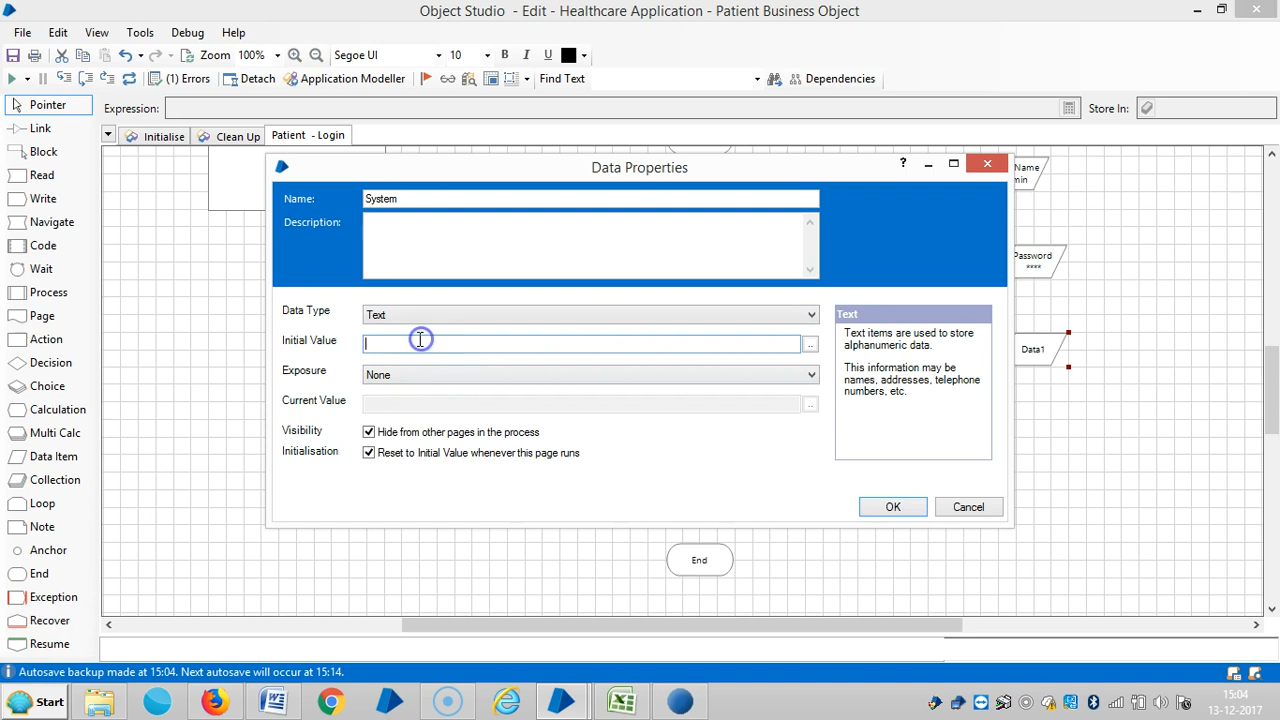 Object Studio - Edit - Healthcare Application - Patient Business Object
File Edit View Tools Debug Help
Zoom 100% Segoe UI 10 B I U
(1) Errors Detach Application Modeller Find Text Dependencies
Pointer
Expression:
Store In:
Link
Initialise Clean Up Patient - Login
Block
Read
Write
Navigate
Code
Wait
Process
Page
Action
Decision
Choice
Calculation
Multi Calc
Data Item
Collection
Loop
Note
Anchor
End
Exception
Recover
Resume
Data Properties
?
Name: System
Description:
Data Type Text
Initial Value
Exposure None
Current Value
Visibility Hide from other pages in the process
Initialisation Reset to Initial Value whenever this page runs
Text
Text items are used to store
alphanumeric data.
This information may be
names, addresses, telephone
numbers, etc.
OK Cancel
Name
min
Password
****
Data1
End
Autosave backup made at 15:04. Next autosave will occur at 15:14.
Start
15:04
13-12-2017